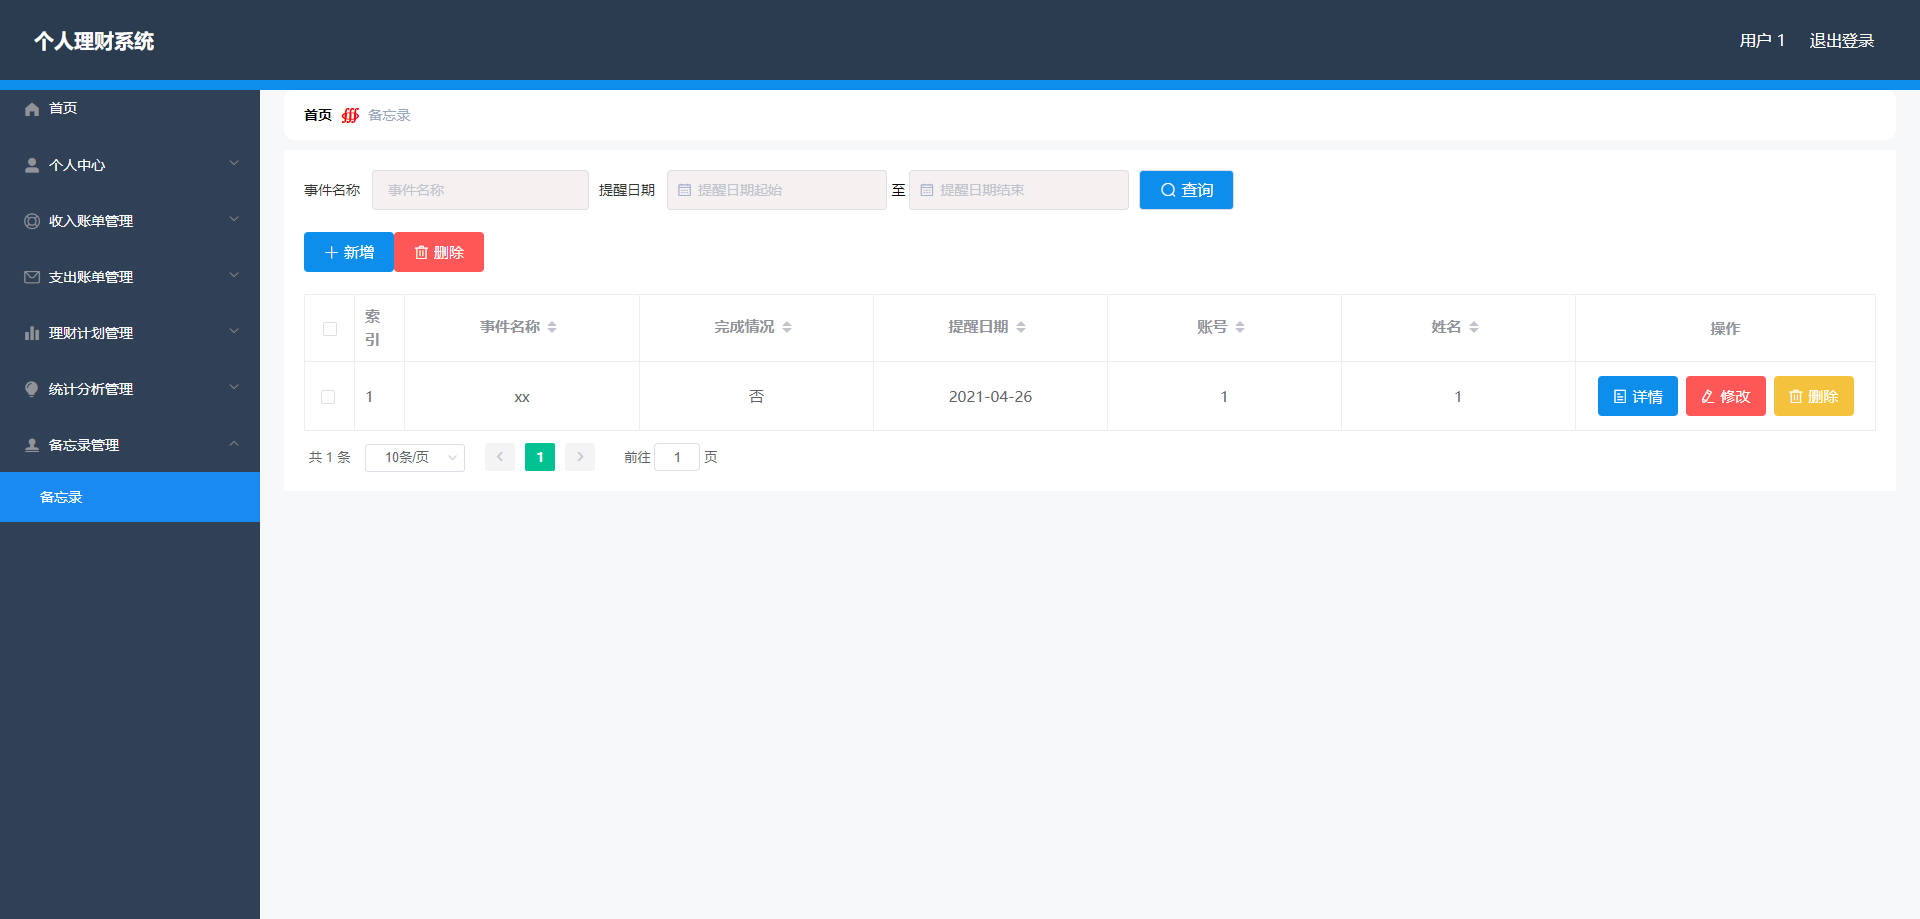 个人理财系统
用户 1 退出登录
首页
个人中心
收入账单管理
支出账单管理
理财计划管理
统计分析管理
备忘录管理
备忘录
首页 备忘录
事件名称 事件名称 提醒日期 提醒日期起始 至 提醒日期结束 查询
新增 删除
索引 事件名称 完成情况 提醒日期 账号 姓名 操作
1 xx 否 2021-04-26 1 1 详情 修改 删除
共 1 条 10条/页 1 前往 1 页